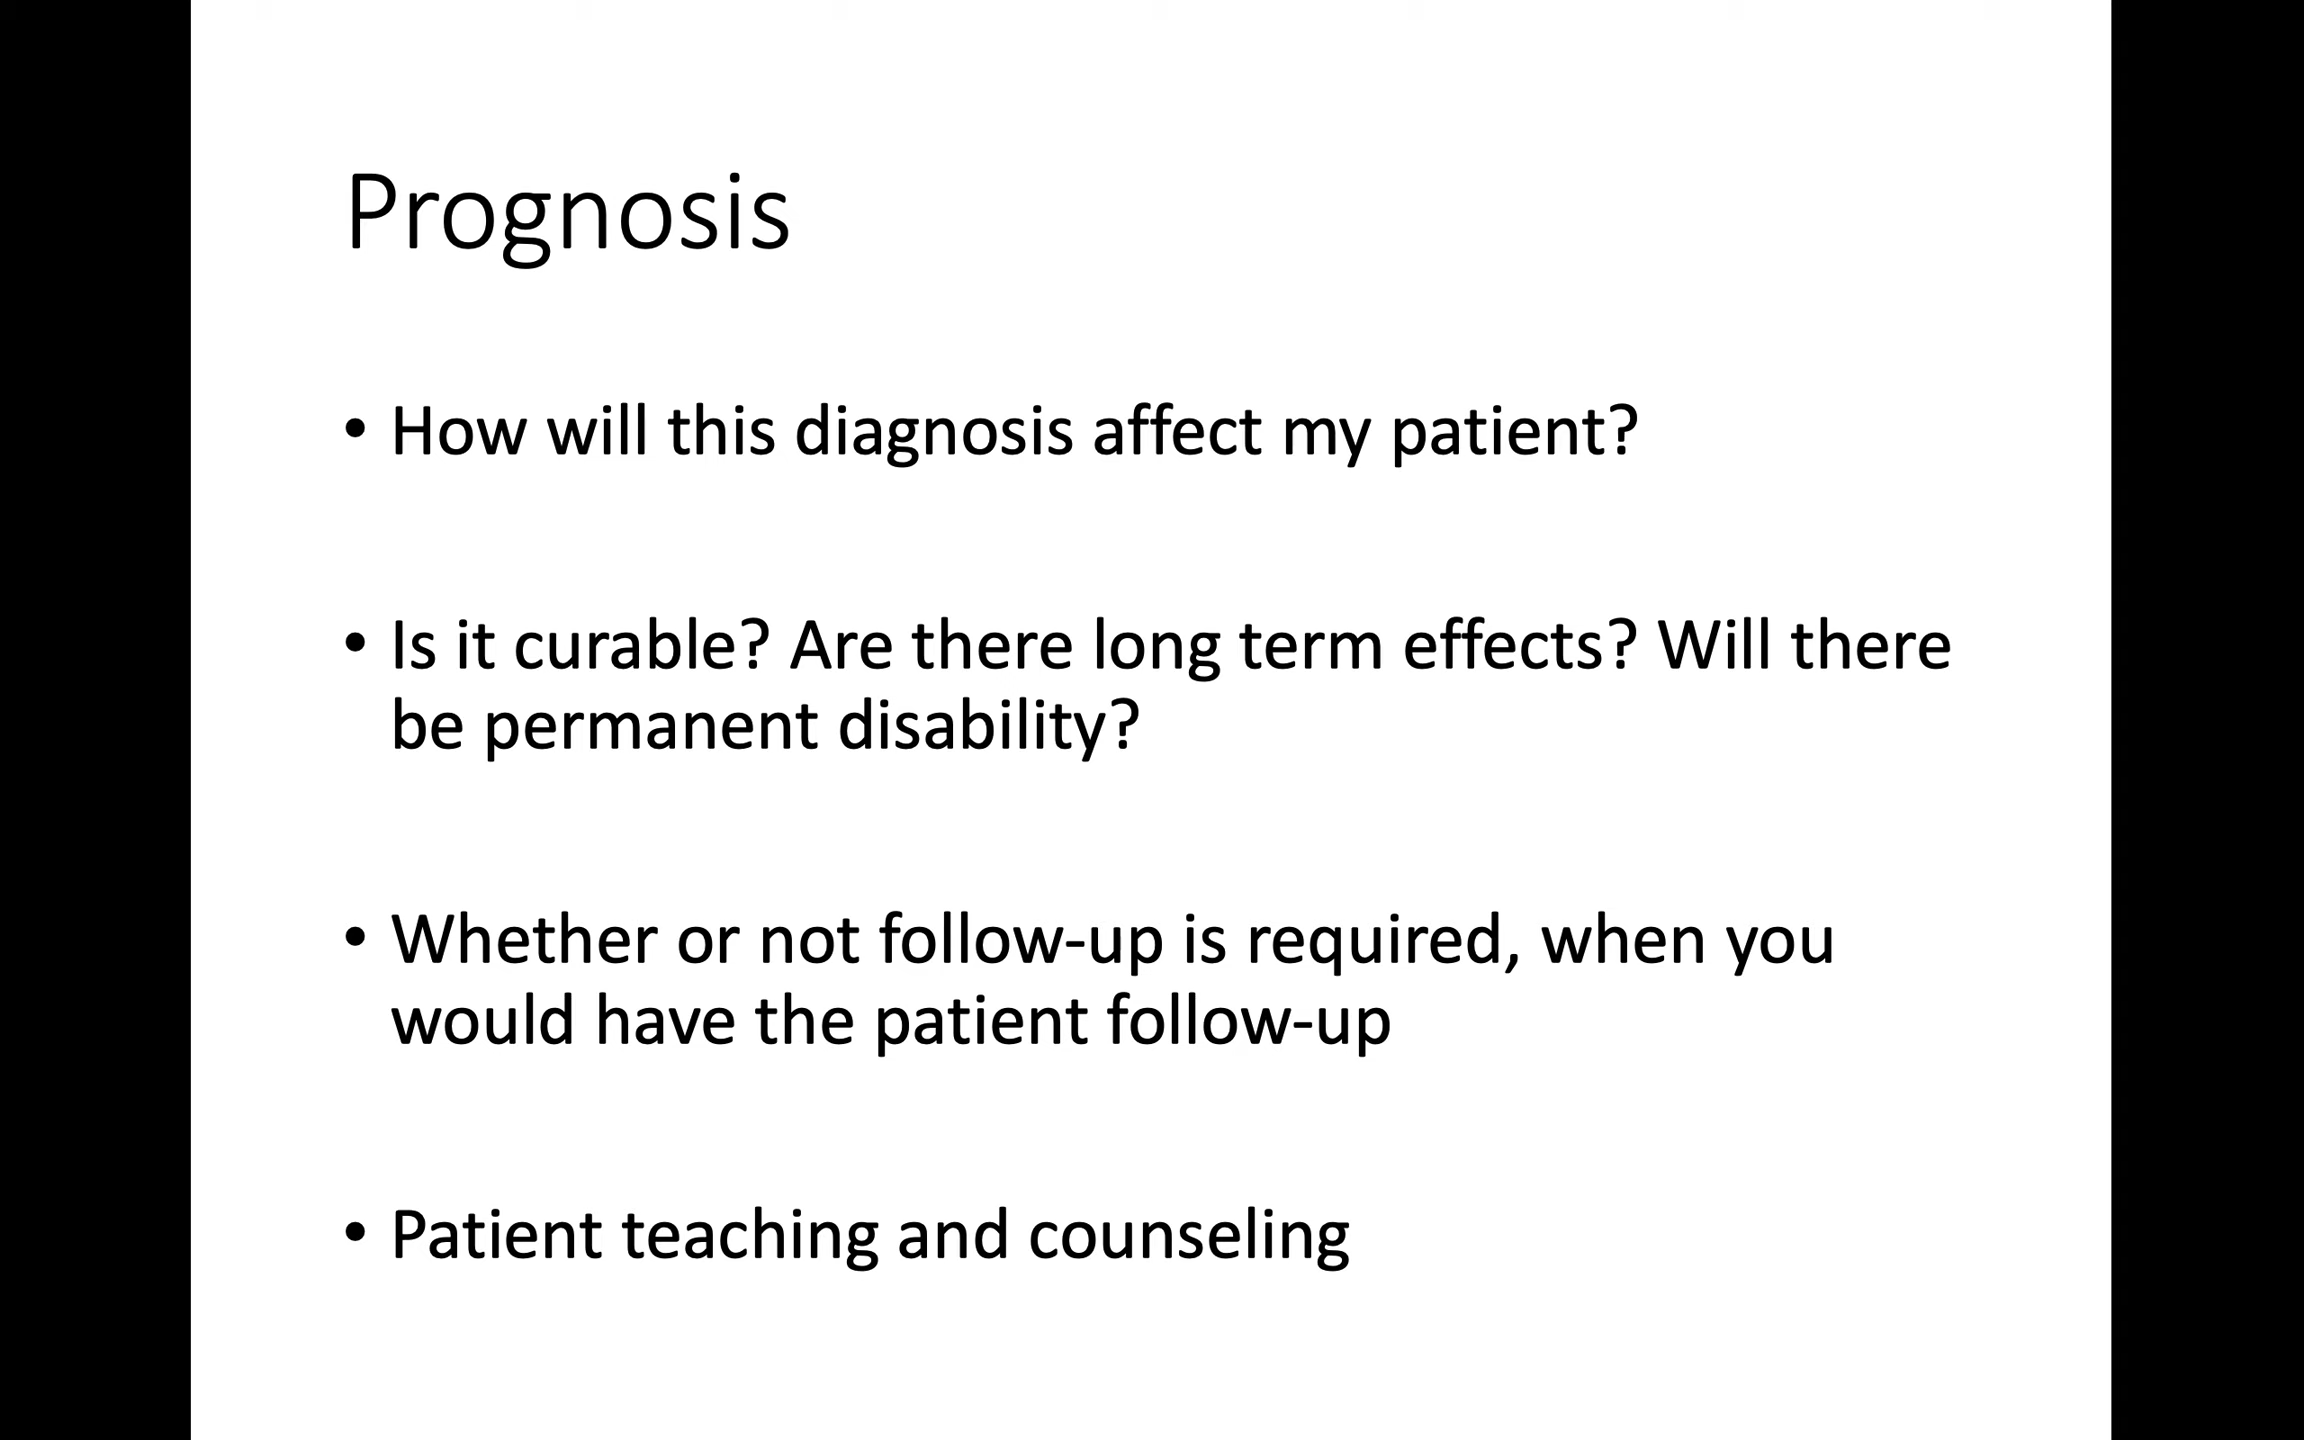 Prognosis
• How will this diagnosis affect my patient?
• Is it curable? Are there long term effects? Will there
be permanent disability?
• Whether or not follow-up is required, when you
would have the patient follow-up
• Patient teaching and counseling